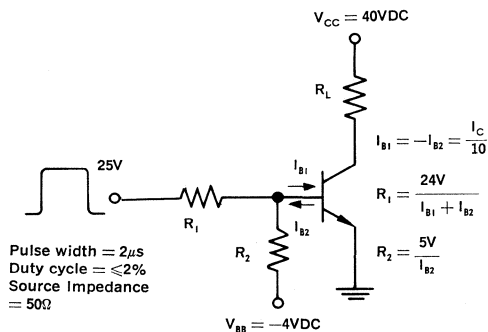 V_CC = 40VDC
R_L
I_B1 = -I_B2 = I_C/10
25V
I_B1
R_1 = 24V/(I_B1 + I_B2)
R_1
I_B2
R_2
R_2 = 5V/I_B2
Pulse width = 2µs
Duty cycle = ⩽2%
Source Impedance
= 50Ω
V_BB = -4VDC